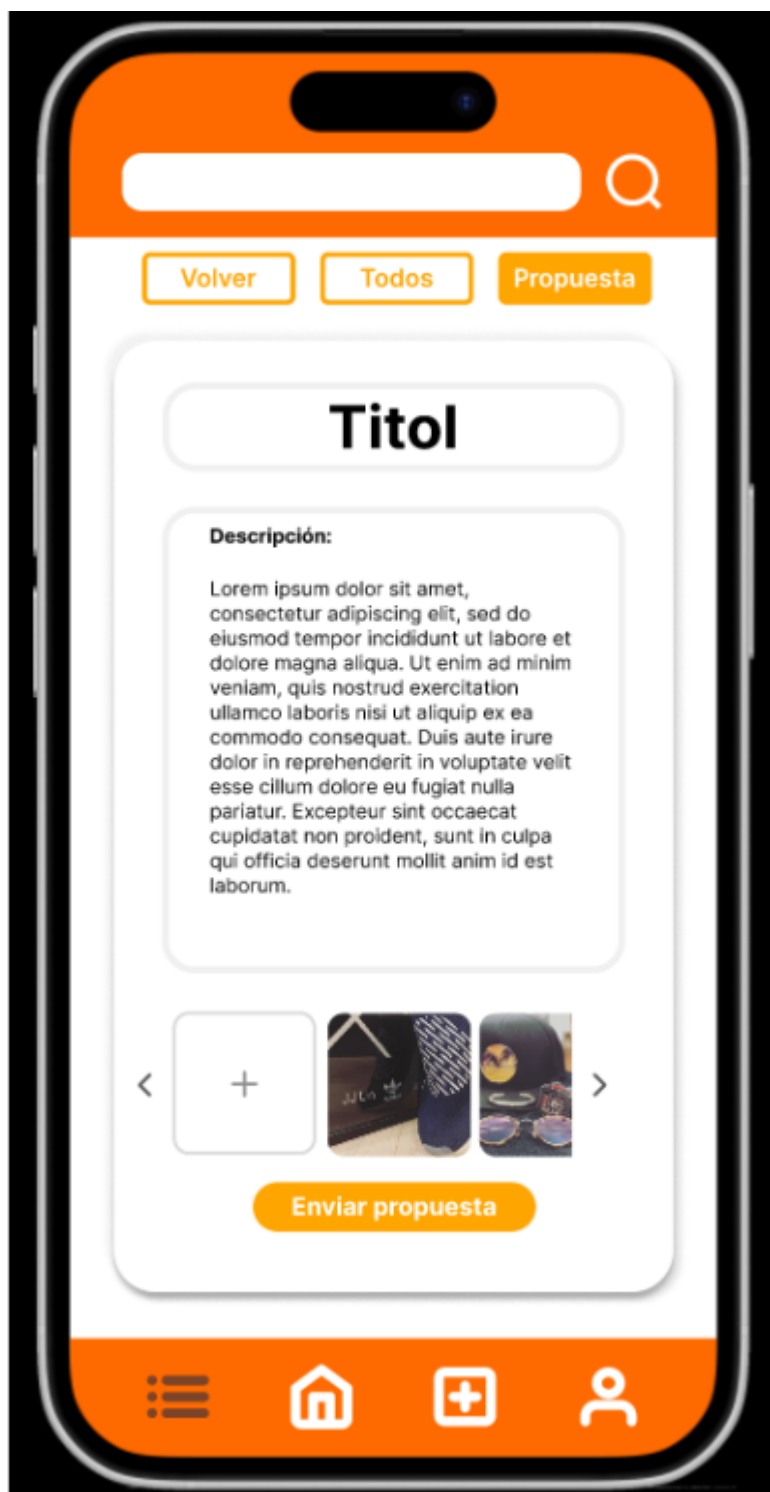 Volver
Todos
Propuesta
Titol
Descripción:
Lorem ipsum dolor sit amet,
consectetur adipiscing elit, sed do
eiusmod tempor incididunt ut labore et
dolore magna aliqua. Ut enim ad minim
veniam, quis nostrud exercitation
ullamco laboris nisi ut aliquip ex ea
commodo consequat. Duis aute irure
dolor in reprehenderit in voluptate velit
esse cillum dolore eu fugiat nulla
pariatur. Excepteur sint occaecat
cupidatat non proident, sunt in culpa
qui officia deserunt mollit anim id est
laborum.
Enviar propuesta